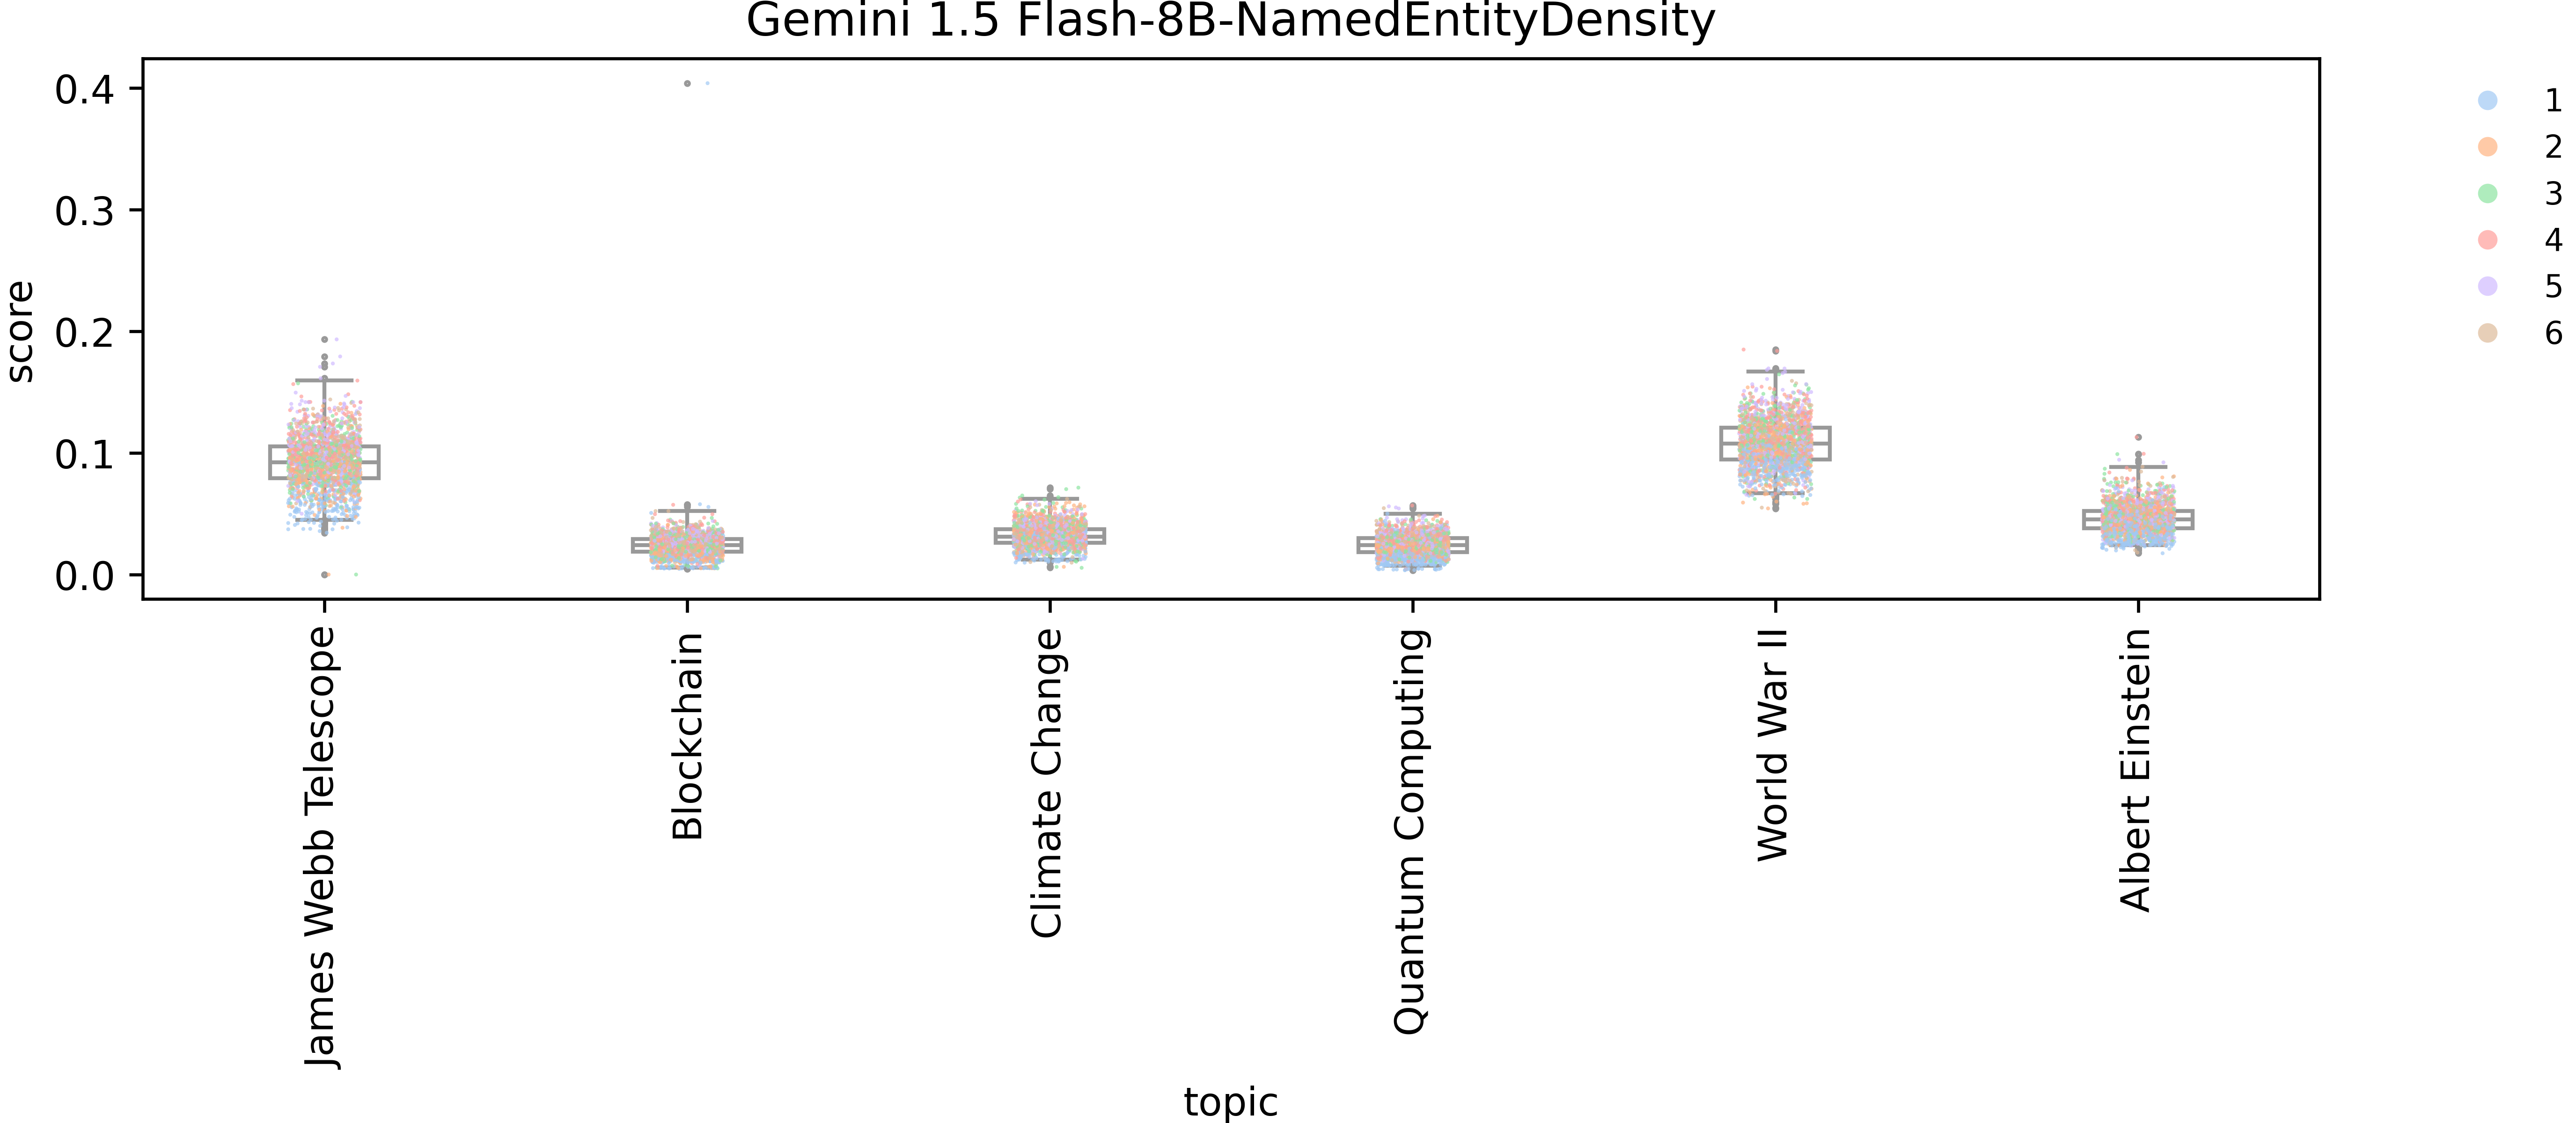 Gemini 1.5 Flash-8B-NamedEntityDensity
score
0.4
0.3
0.2
0.1
0.0
1
2
3
4
5
6
James Webb Telescope
Blockchain
Climate Change
Quantum Computing
World War II
Albert Einstein
topic